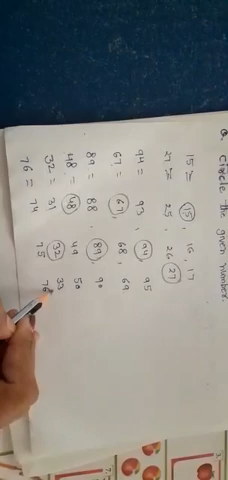 Q. Circle the given number.
15 = 15, 16, 17
27 = 25, 26 27
94 = 93, 94, 95
67 = 67, 68, 69
89 = 88, 89, 90
48 = 48 49 50
32 = 31 32 33
76 = 74 75 76